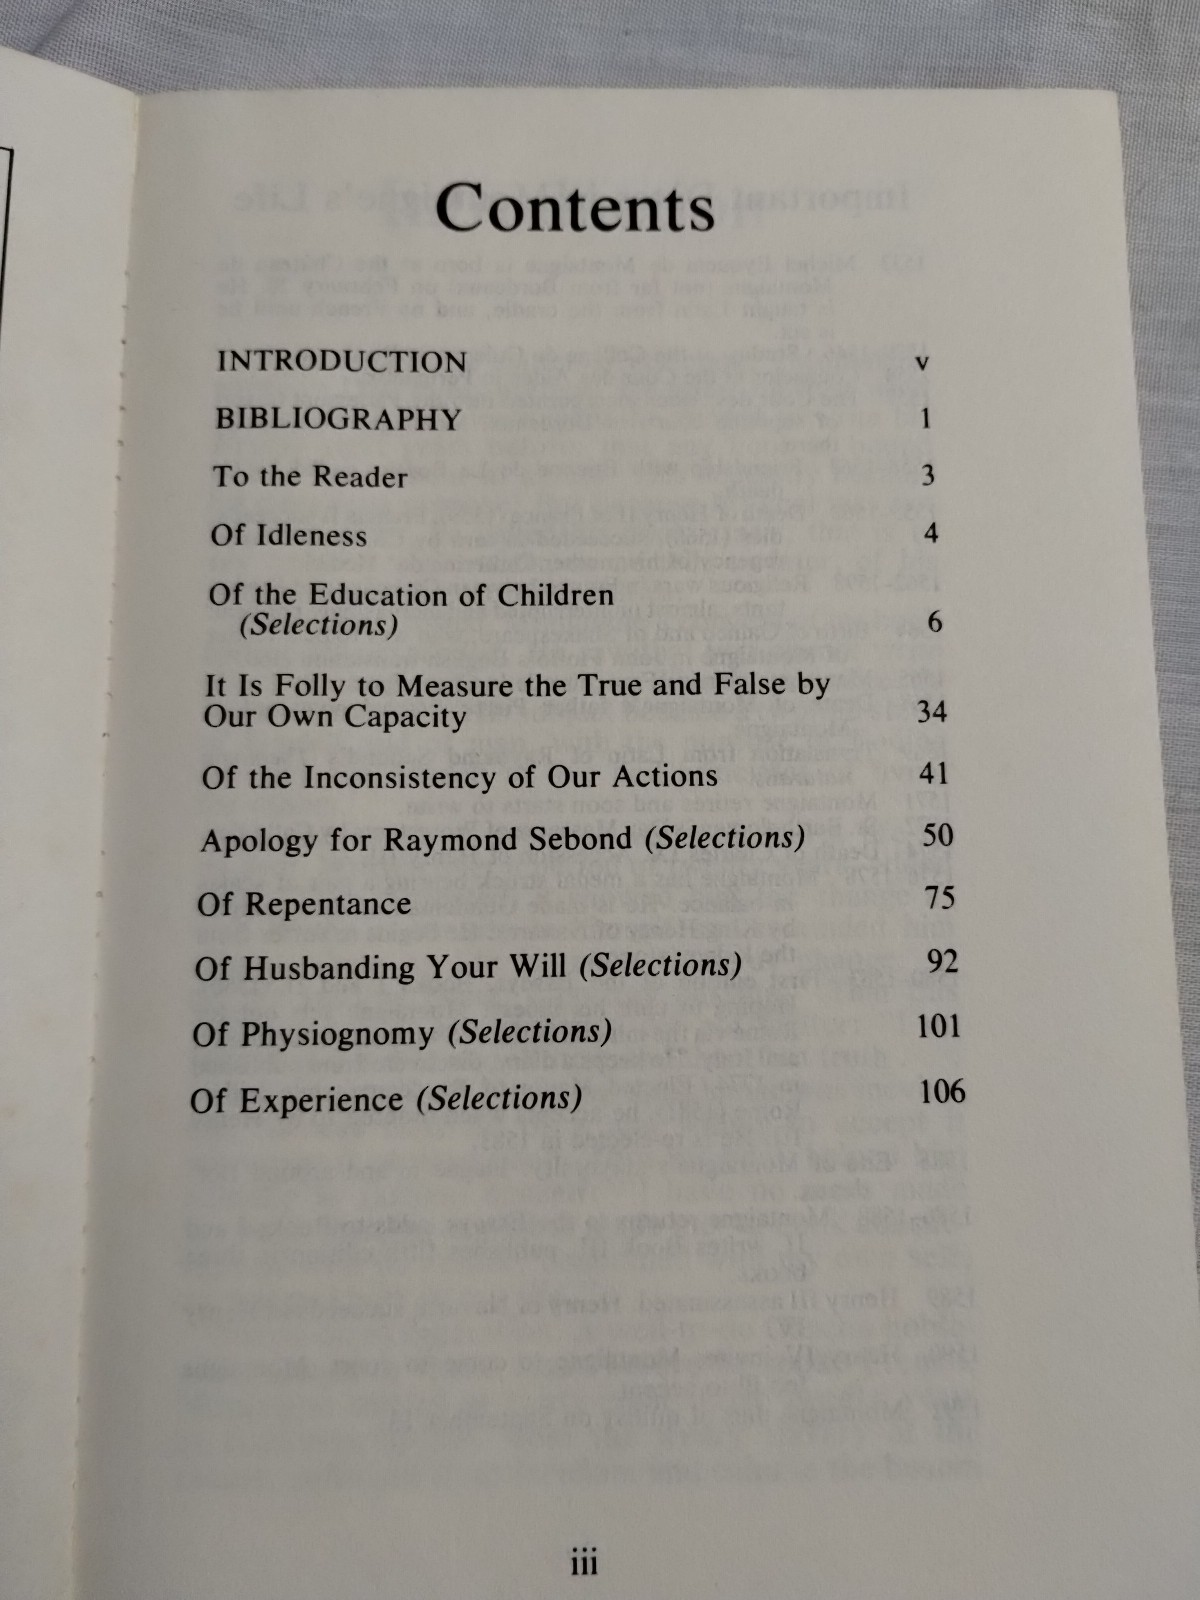 Contents
INTRODUCTION v
BIBLIOGRAPHY 1
To the Reader 3
Of Idleness 4
Of the Education of Children
(Selections) 6
It Is Folly to Measure the True and False by
Our Own Capacity 34
Of the Inconsistency of Our Actions 41
Apology for Raymond Sebond (Selections) 50
Of Repentance 75
Of Husbanding Your Will (Selections) 92
Of Physiognomy (Selections) 101
Of Experience (Selections) 106
iii